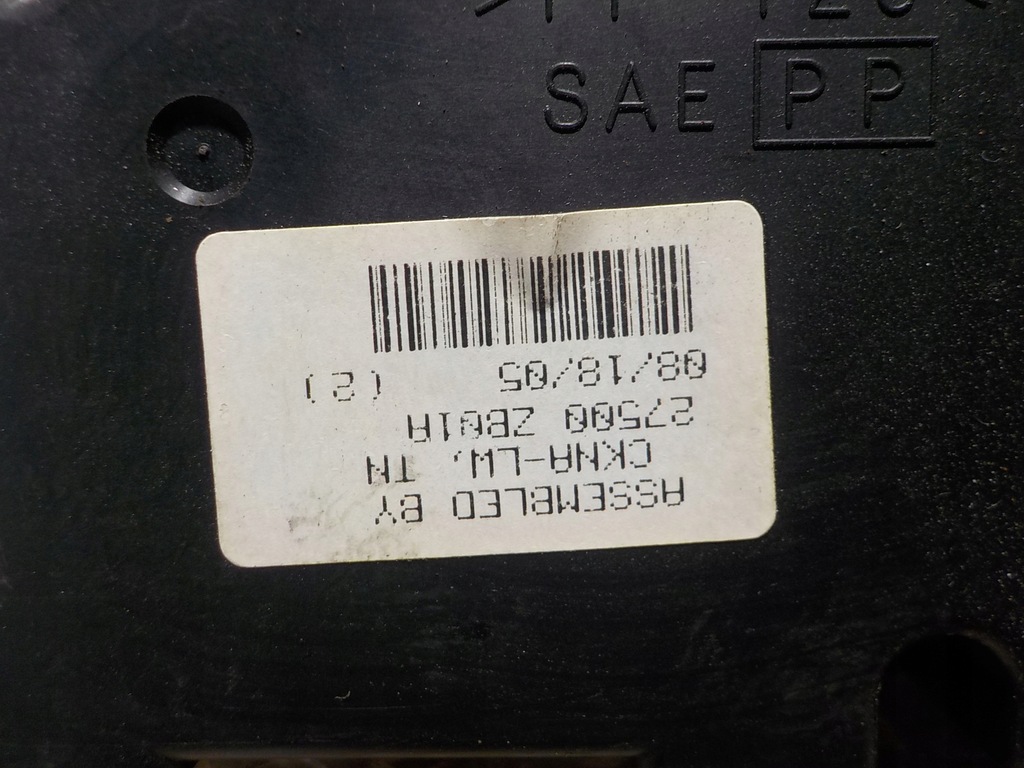 SAE PP
ASSEMBLED BY
CKNA-LW, TN
27500 ZB01A
08/18/05 (2)